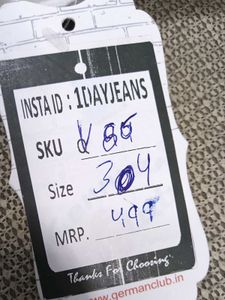 INSTA ID : 1DAYJEANS
SKU
Size 304
MRP. 499
Thanks For Choosing
www.germanclub.in